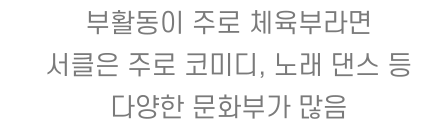 부활동이 주로 체육부라면
서클은 주로 코미디, 노래 댄스 등
다양한 문화부가 많음